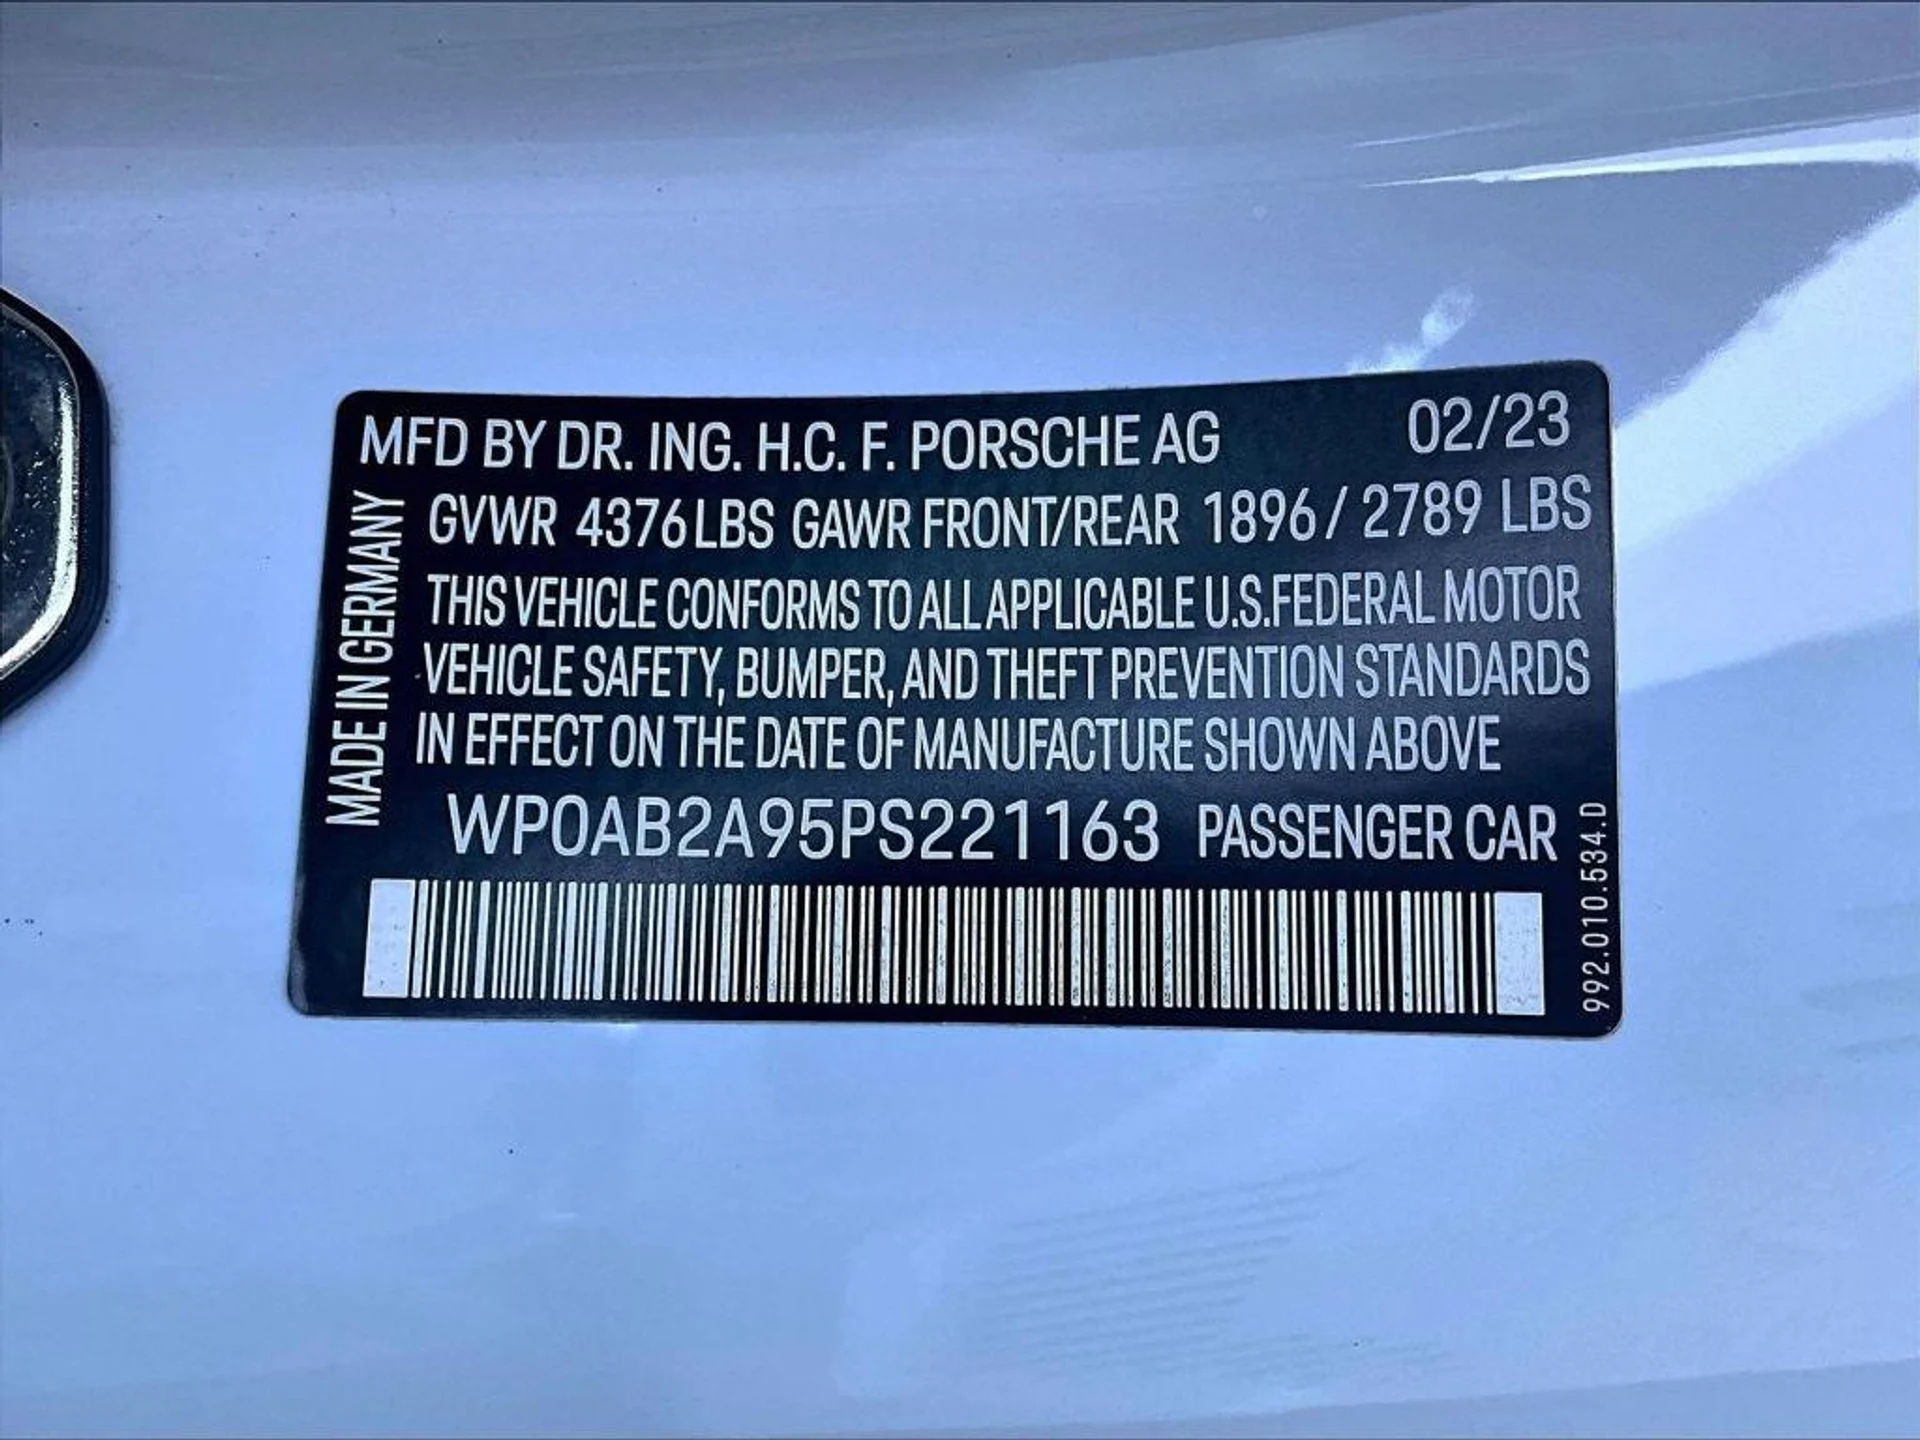 MFD BY DR. ING. H.C. F. PORSCHE AG 02/23
GVWR 4376 LBS GAWR FRONT/REAR 1896 / 2789 LBS
THIS VEHICLE CONFORMS TO ALL APPLICABLE U.S.FEDERAL MOTOR
VEHICLE SAFETY, BUMPER, AND THEFT PREVENTION STANDARDS
IN EFFECT ON THE DATE OF MANUFACTURE SHOWN ABOVE
WP0AB2A95PS221163 PASSENGER CAR
MADE IN GERMANY
992.010.534.D